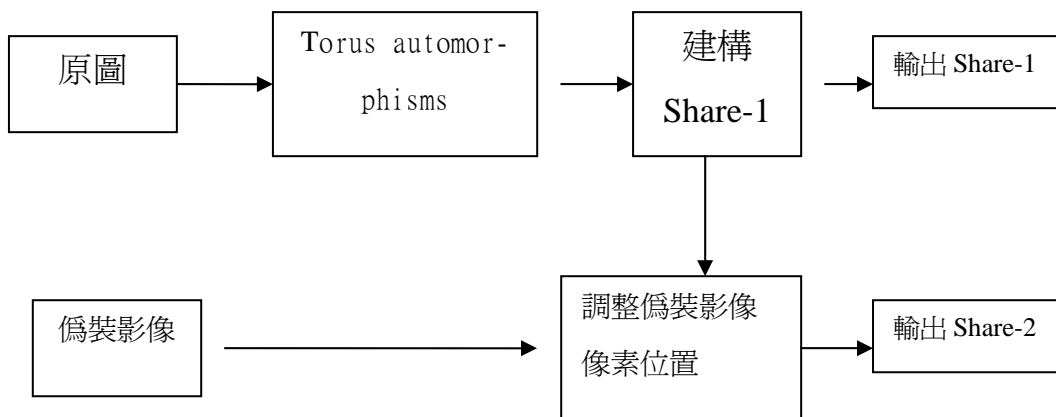 原圖
Torus automor-
phisms
建構
Share-1
輸出 Share-1
偽裝影像
調整偽裝影像
像素位置
輸出 Share-2